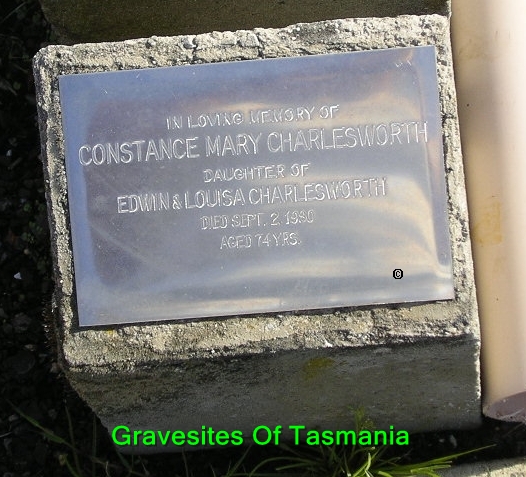 IN LOVING MEMORY OF
CONSTANCE MARY CHARLESWORTH
DAUGHTER OF
EDWIN & LOUISA CHARLESWORTH
DIED SEPT. 2, 1990
AGED 74 YRS.
©
Gravesites Of Tasmania